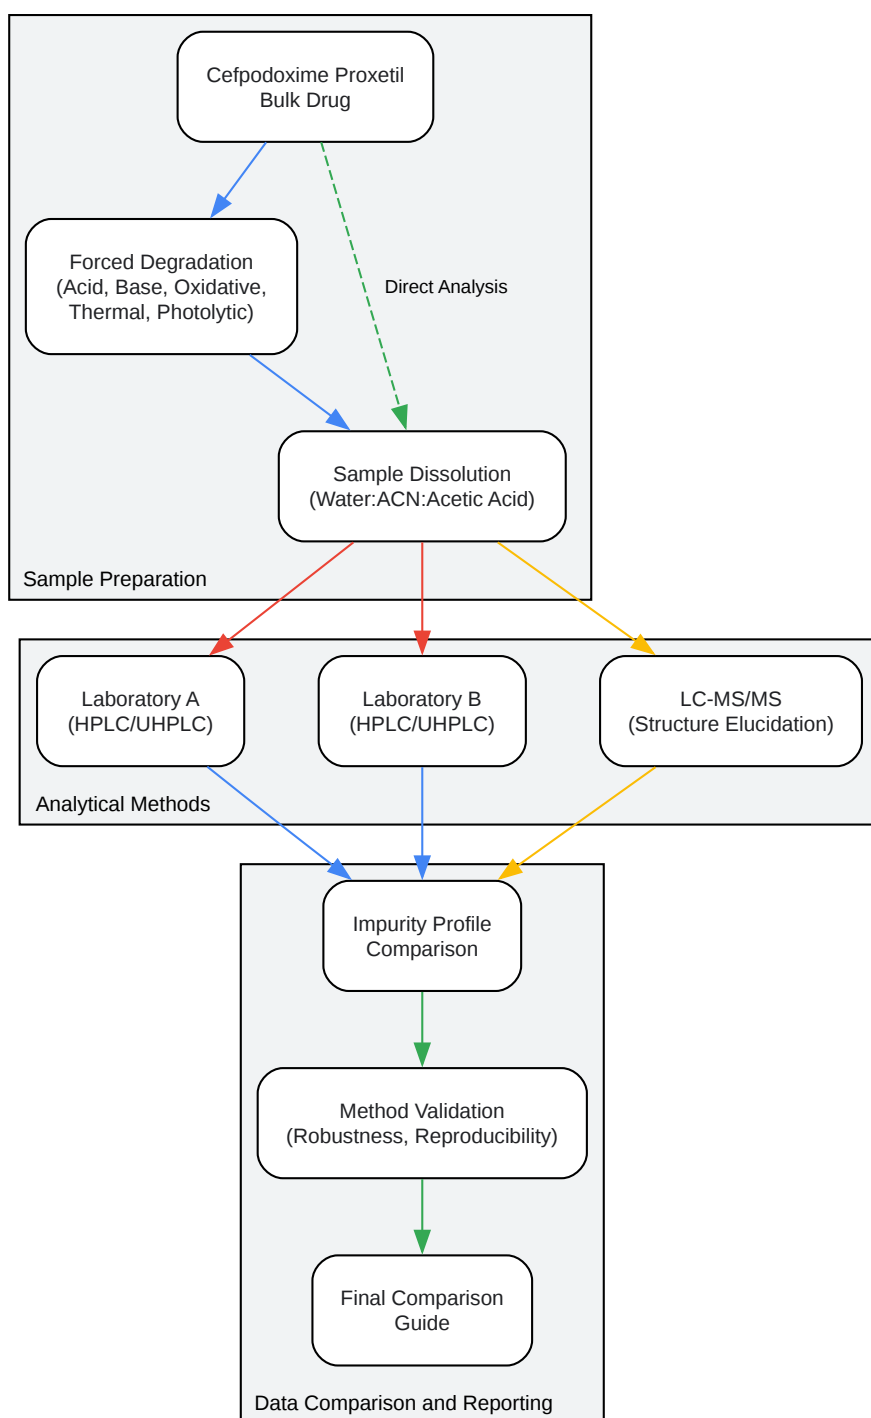 Cefpodoxime Proxetil
Bulk Drug
Forced Degradation
(Acid, Base, Oxidative,
Thermal, Photolytic)
Direct Analysis
Sample Dissolution
(Water:ACN:Acetic Acid)
Sample Preparation
Laboratory A
(HPLC/UHPLC)
Laboratory B
(HPLC/UHPLC)
LC-MS/MS
(Structure Elucidation)
Analytical Methods
Impurity Profile
Comparison
Method Validation
(Robustness, Reproducibility)
Final Comparison
Guide
Data Comparison and Reporting